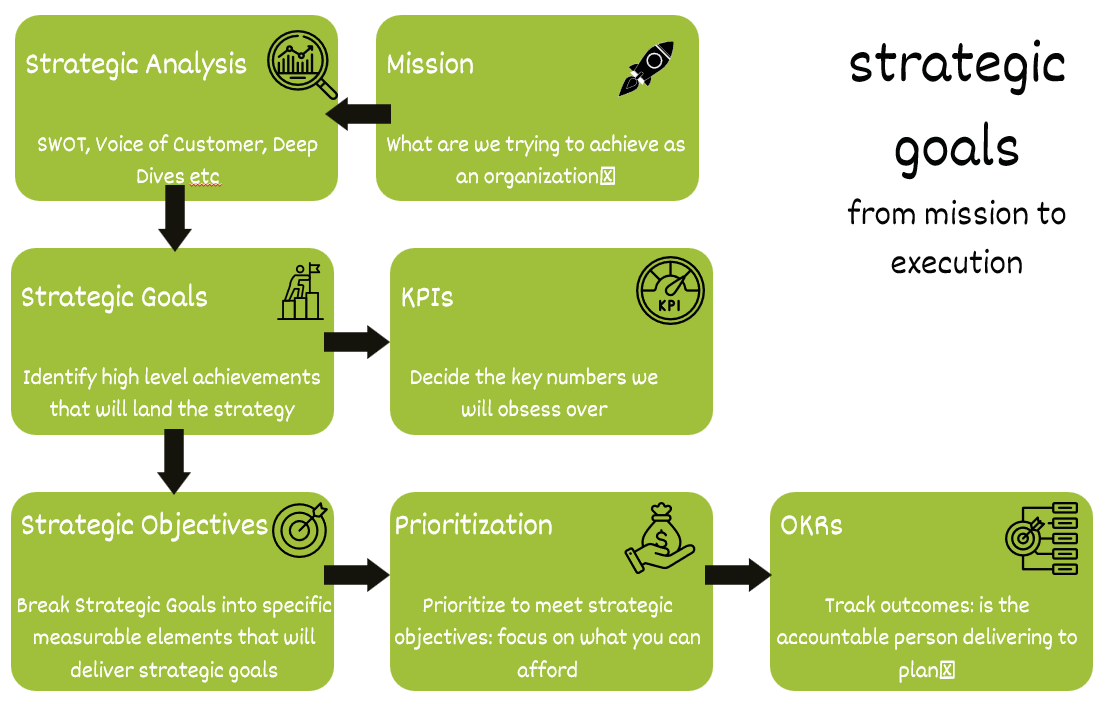 strategic
goals
from mission to
execution
Strategic Analysis
SWOT, Voice of Customer, Deep
Dives etc
Mission
What are we trying to achieve as
an organization
Strategic Goals
Identify high level achievements
that will land the strategy
KPIs
KPI
Decide the key numbers we
will obsess over
Strategic Objectives
Break Strategic Goals into specific
measurable elements that will
deliver strategic goals
Prioritization
$
Prioritize to meet strategic
objectives: focus on what you can
afford
OKRs
Track outcomes: is the
accountable person delivering to
plan